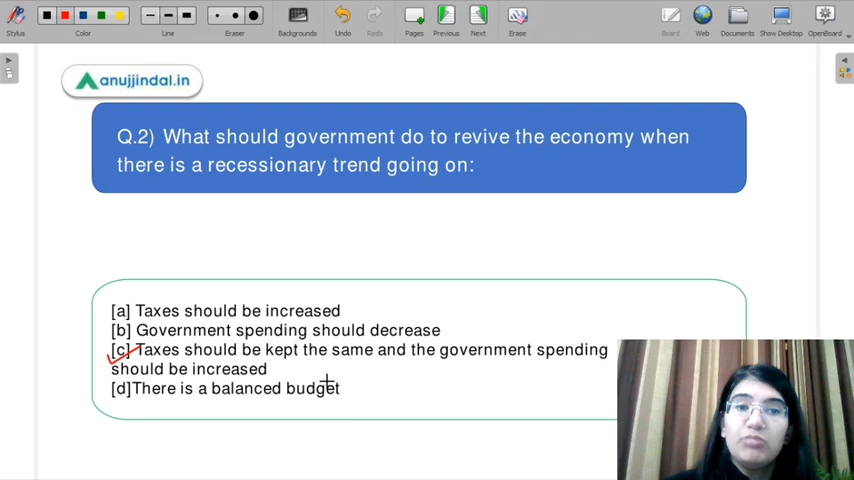 Stylus
Color
Line
Eraser
Backgrounds
Undo
Redo
Pages
Previous
Next
Erase
Board
Web
Documents
Show Desktop
OpenBoard
anujjindal.in
Q.2) What should government do to revive the economy when
there is a recessionary trend going on:
[a] Taxes should be increased
[b] Government spending should decrease
[c] Taxes should be kept the same and the government spending
should be increased
[d]There is a balanced budget